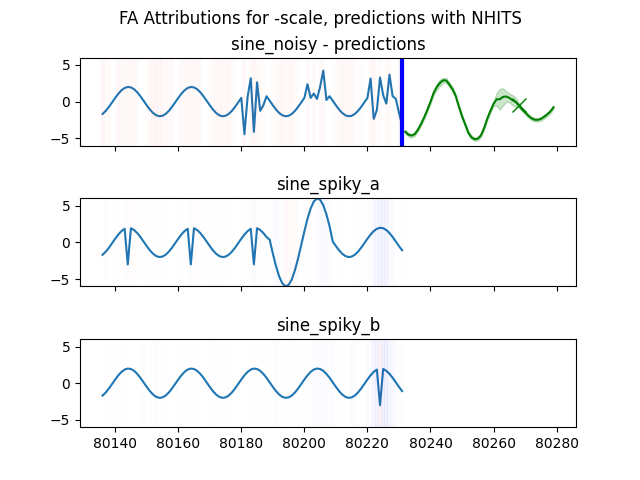 FA Attributions for -scale, predictions with NHITS
sine_noisy - predictions
5
0
−5
sine_spiky_a
5
0
−5
sine_spiky_b
5
0
−5
80140 80160 80180 80200 80220 80240 80260 80280